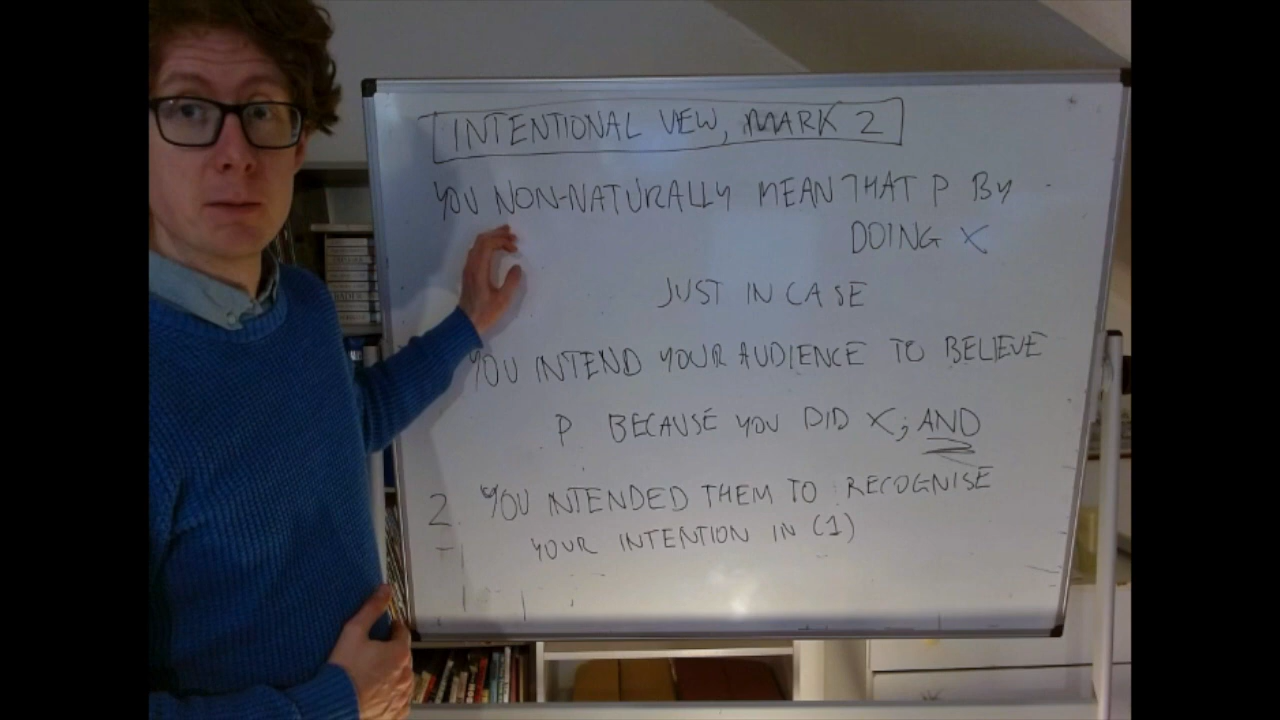 INTENTIONAL VEW, MARK 2
YOU NON-NATURALLY MEAN THAT P BY
DOING X
JUST IN CASE
YOU INTEND YOUR AUDIENCE TO BELIEVE
P BECAUSE YOU DID X; AND
2. YOU INTENDED THEM TO RECOGNISE
YOUR INTENTION IN (1)